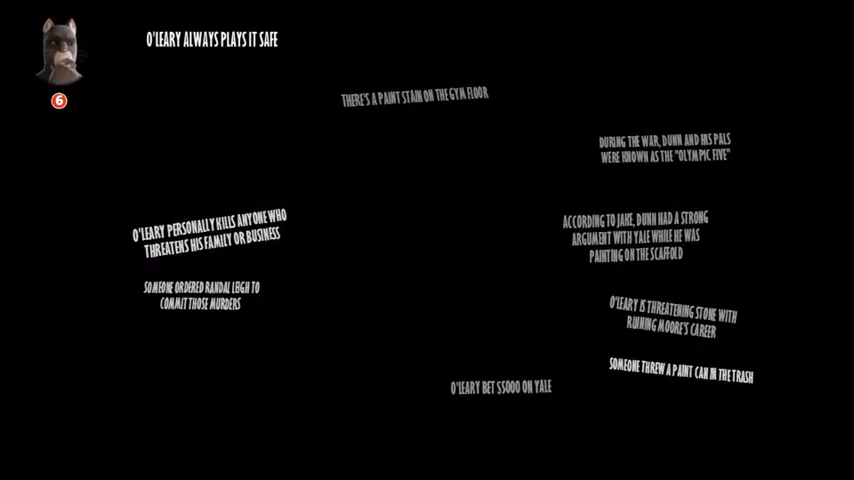 O'LEARY ALWAYS PLAYS IT SAFE
6
THERE'S A PAINT STAIN ON THE GYM FLOOR
DURING THE WAR, DUNN AND HIS PALS
WERE KNOWN AS THE "OLYMPIC FIVE"
O'LEARY PERSONALLY KILLS ANYONE WHO
THREATENS HIS FAMILY OR BUSINESS
ACCORDING TO JAKE, DUNN HAD A STRONG
ARGUMENT WITH YALE WHILE HE WAS
PAINTING ON THE SCAFFOLD
SOMEONE ORDERED RANDAL LEIGH TO
COMMIT THOSE MURDERS
O'LEARY IS THREATENING STONE WITH
RUINING MOORE'S CAREER
SOMEONE THREW A PAINT CAN IN THE TRASH
O'LEARY BET $5000 ON YALE